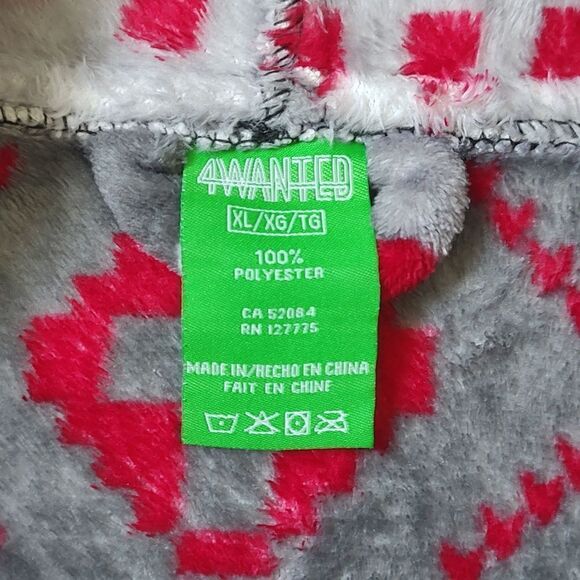 4WANTED
XL/XG/TG
100%
POLYESTER
CA 52084
RN 127775
MADE IN/HECHO EN CHINA
FAIT EN CHINE